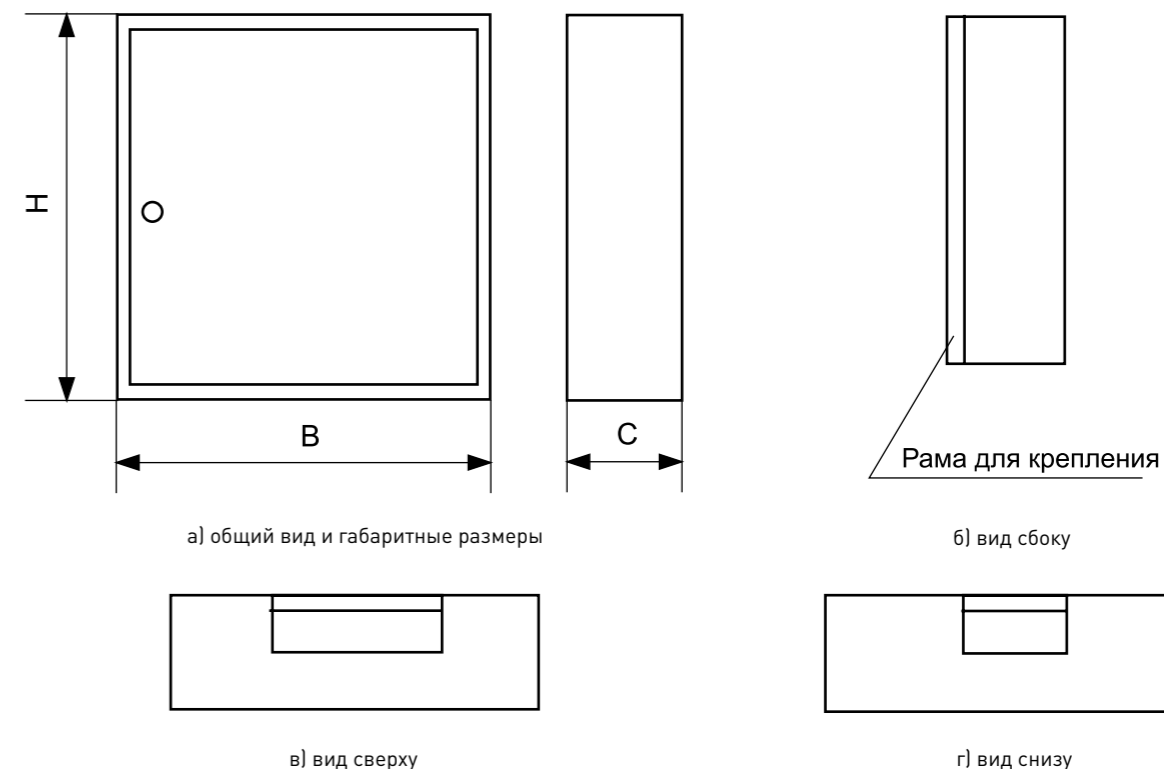 H
B
C
Рама для крепления
а) общий вид и габаритные размеры
б) вид сбоку
в) вид сверху
г) вид снизу